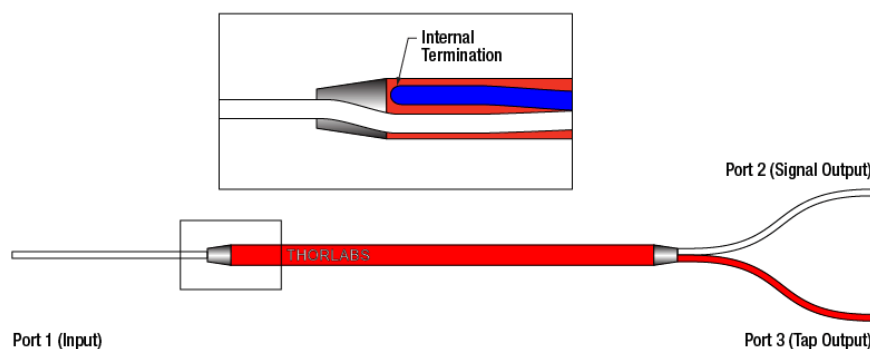 Internal
Termination
Port 2 (Signal Output)
THORLABS
Port 1 (Input)
Port 3 (Tap Output)